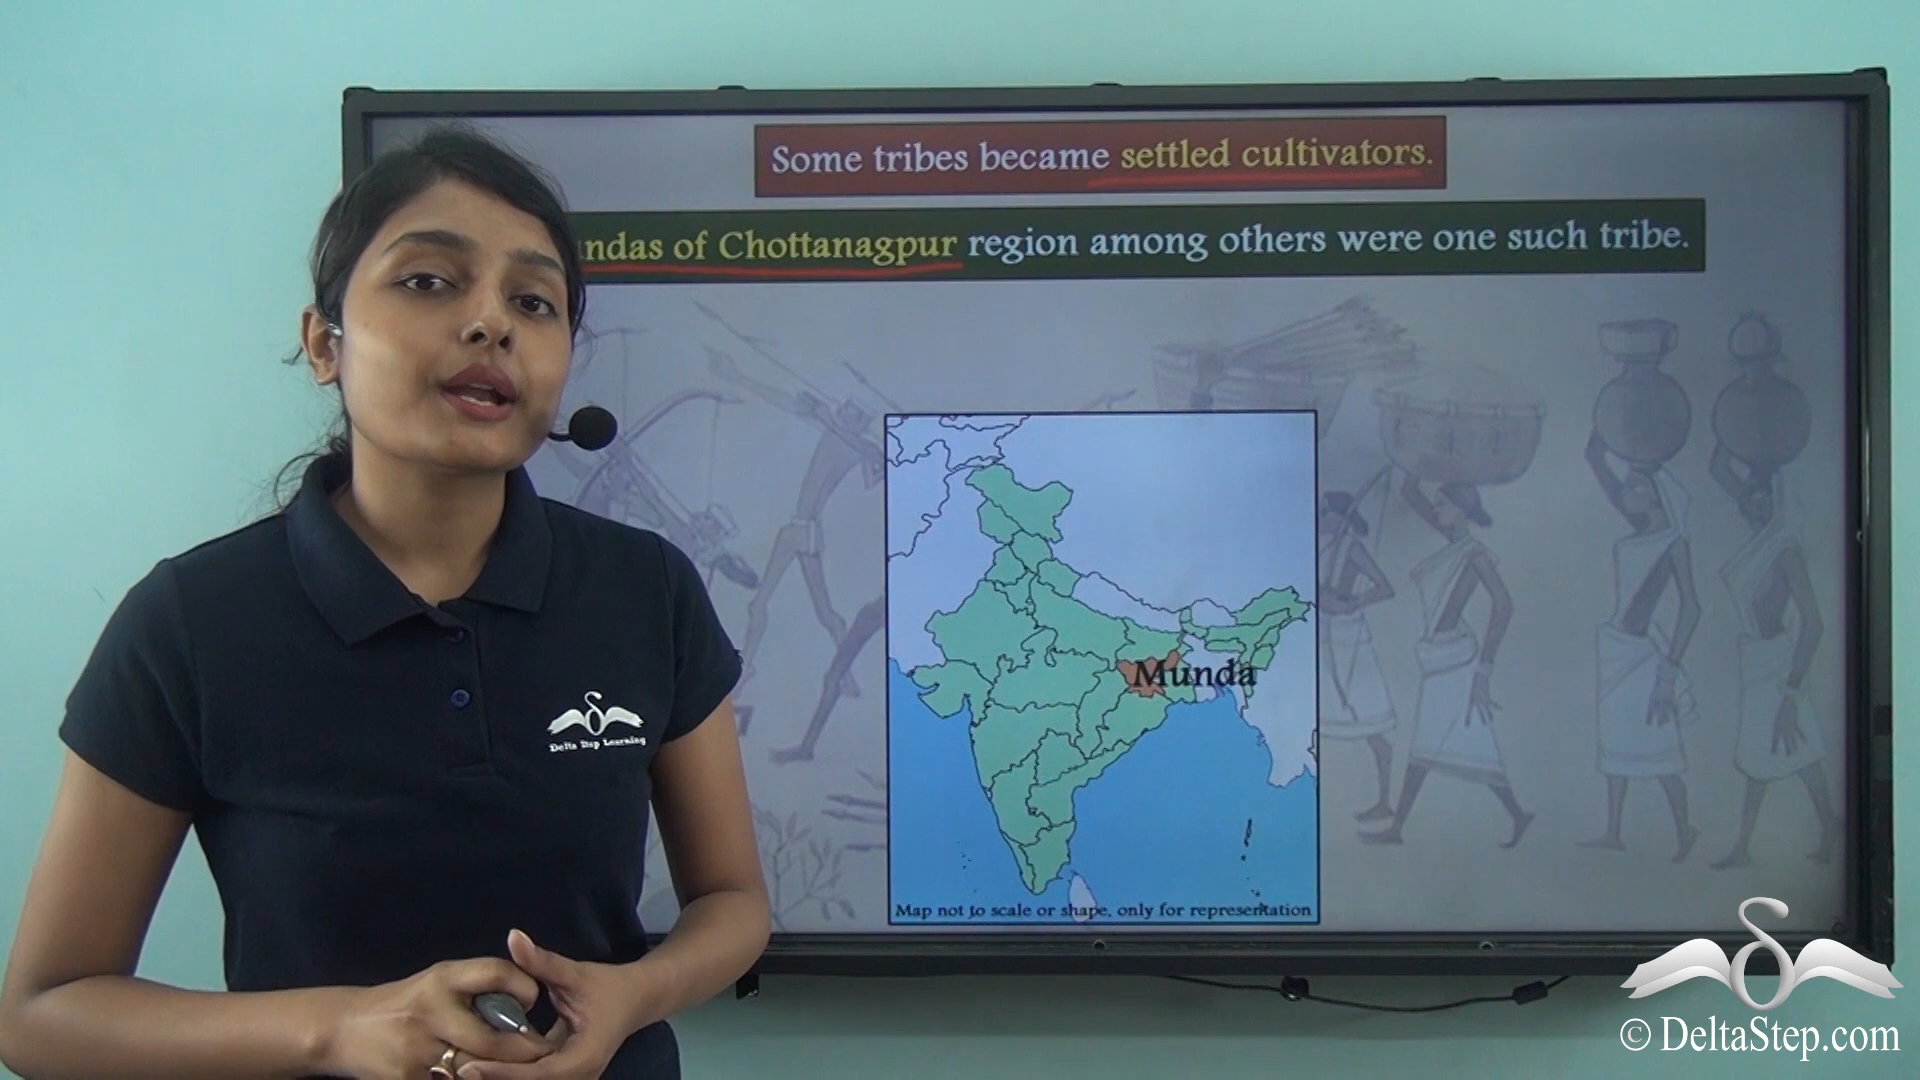 Some tribes became settled cultivators.
ndas of Chottanagpur region among others were one such tribe.
Munda
Map not to scale or shape, only for representation
Delta Step Learning
© DeltaStep.com